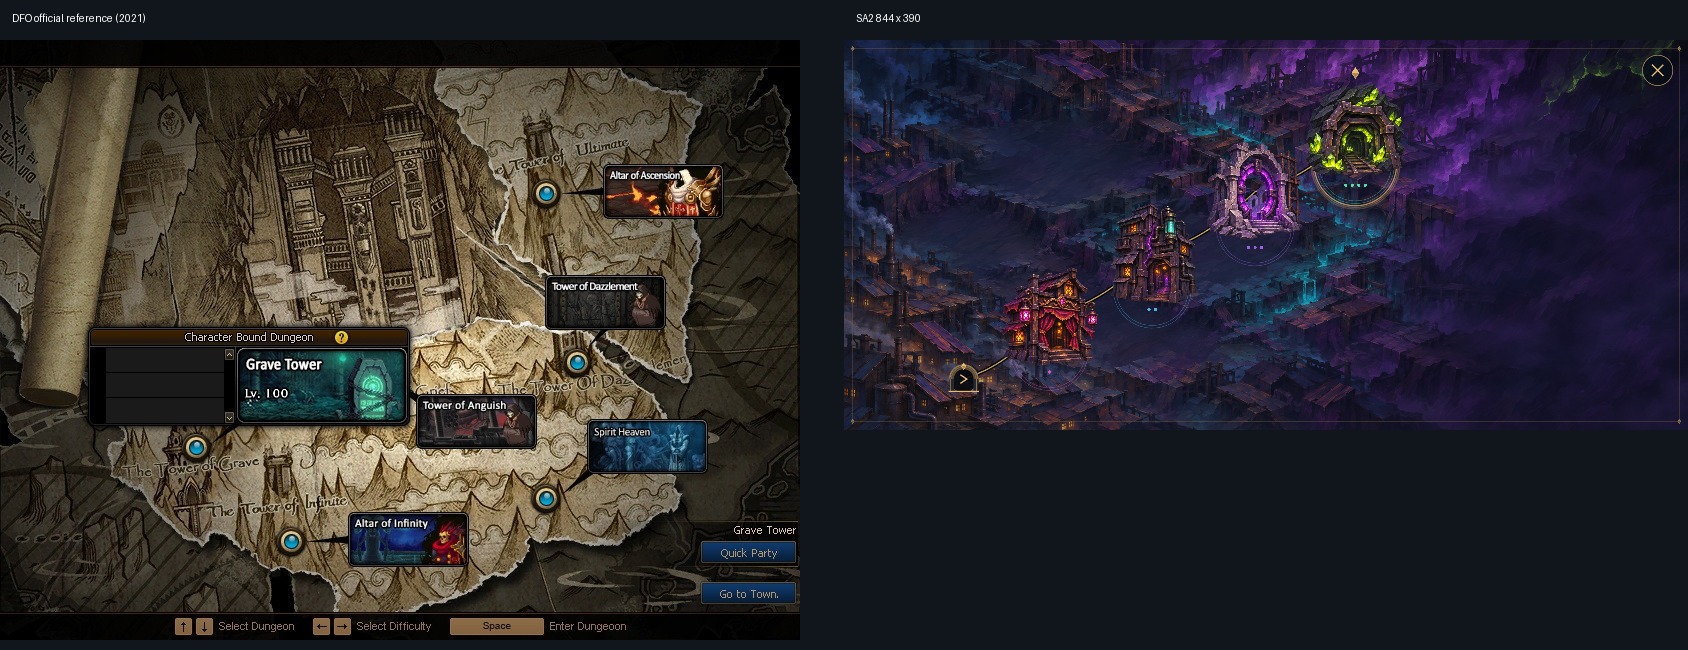 DFO official reference (2021)
SA2 844 x 390
Tower of Ultimate
Altar of Ascension
Tower of Dazzlement
Character Bound Dungeon ?
Grave Tower
Lv. 100
The Tower Of Daz
Tower of Anguish
Spirit Heaven
The Tower of Grave
The Tower of Infinite
Altar of Infinity
Grave Tower
Quick Party
Go to Town.
↑ ↓ Select Dungeon ← → Select Difficulty Space Enter Dungeoon